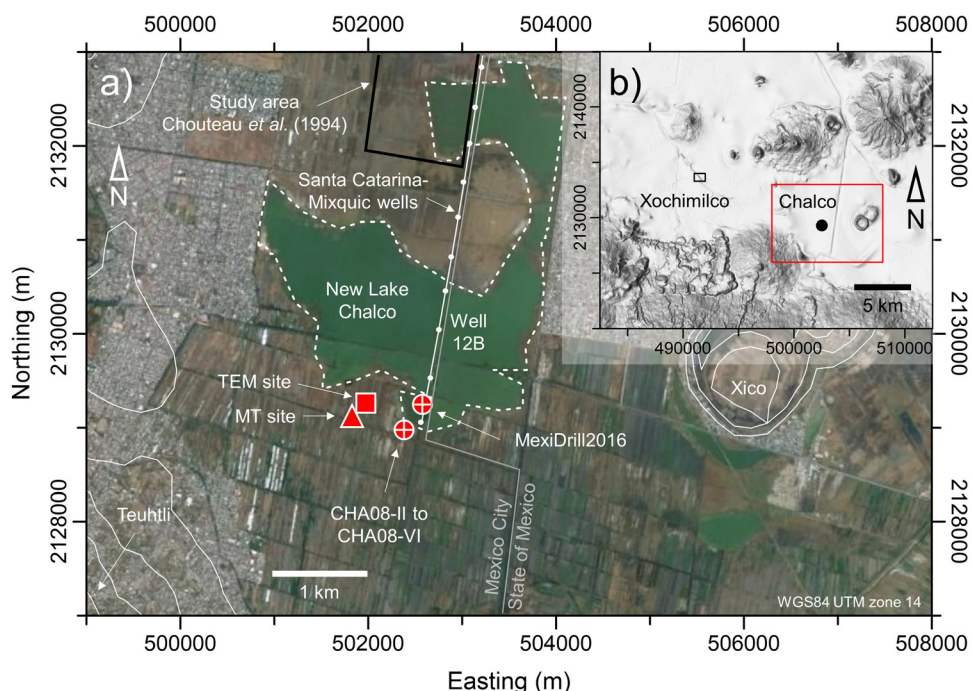 500000 502000 504000 506000 508000
a)
Study area
Chouteau et al. (1994)
N
Santa Catarina-
Mixquic wells
New Lake
Chalco
Well
12B
TEM site
MT site
MexiDrill2016
CHA08-II to
CHA08-VI
Teuhtli
Xico
Mexico City
State of Mexico
1 km
WGS84 UTM zone 14
b)
Xochimilco
Chalco
N
5 km
2140000
2130000
490000 500000 510000
2132000
2130000
2128000
2132000
2130000
2128000
Northing (m)
500000 502000 504000 506000 508000
Easting (m)